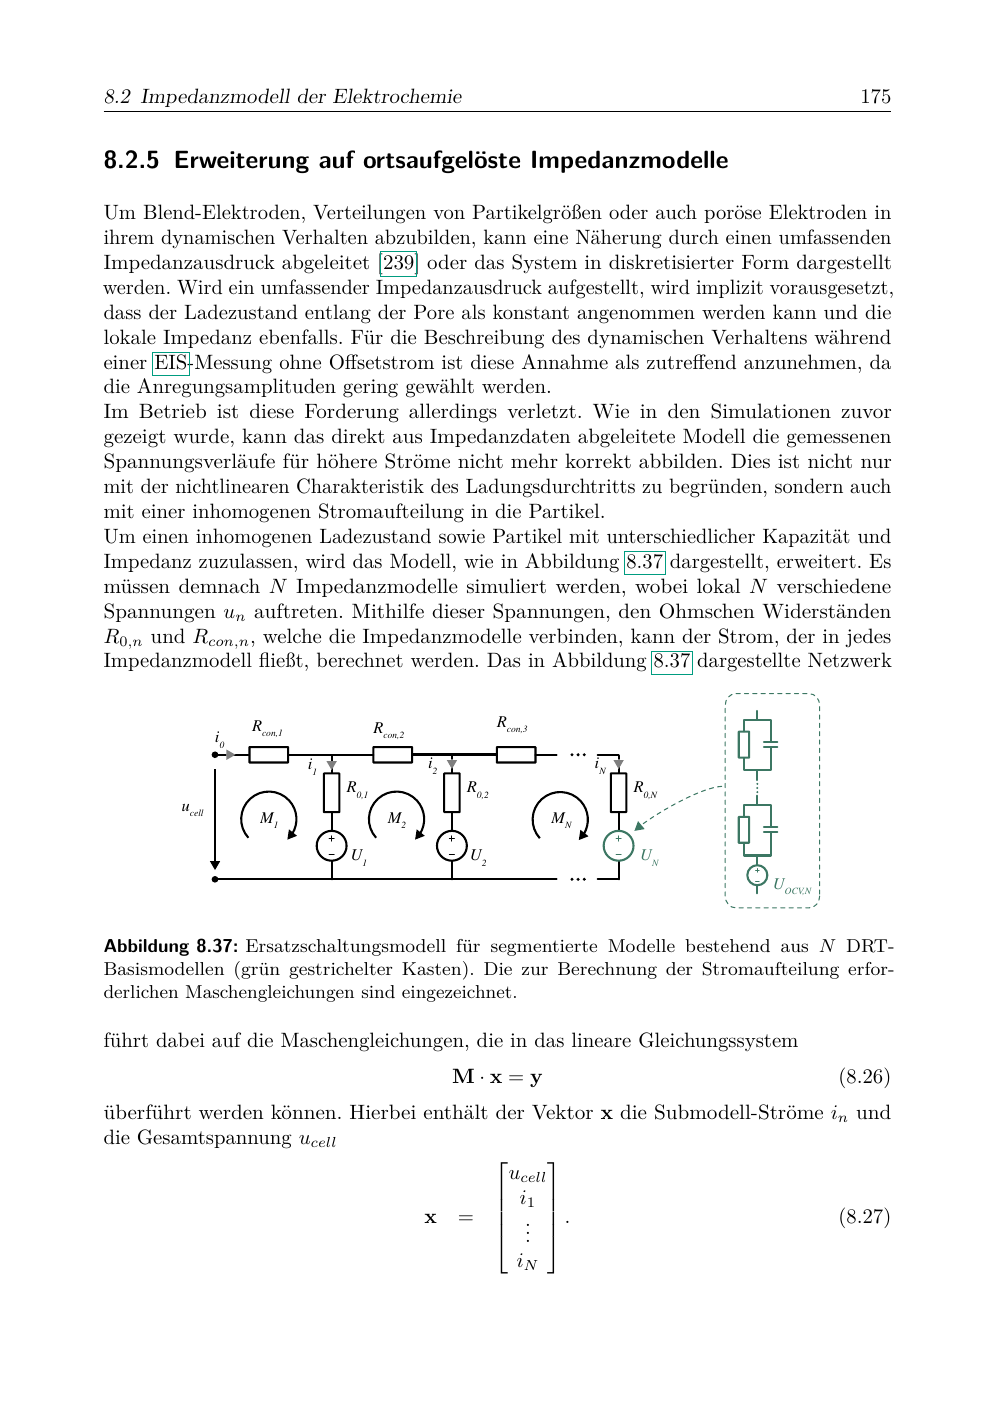 8.2 Impedanzmodell der Elektrochemie 175
8.2.5 Erweiterung auf ortsaufgelöste Impedanzmodelle
Um Blend-Elektroden, Verteilungen von Partikelgrößen oder auch poröse Elektroden in
ihrem dynamischen Verhalten abzubilden, kann eine Näherung durch einen umfassenden
Impedanzausdruck abgeleitet [239] oder das System in diskretisierter Form dargestellt
werden. Wird ein umfassender Impedanzausdruck aufgestellt, wird implizit vorausgesetzt,
dass der Ladezustand entlang der Pore als konstant angenommen werden kann und die
lokale Impedanz ebenfalls. Für die Beschreibung des dynamischen Verhaltens während
einer EIS-Messung ohne Offsetstrom ist diese Annahme als zutreffend anzunehmen, da
die Anregungsamplituden gering gewählt werden.
Im Betrieb ist diese Forderung allerdings verletzt. Wie in den Simulationen zuvor
gezeigt wurde, kann das direkt aus Impedanzdaten abgeleitete Modell die gemessenen
Spannungsverläufe für höhere Ströme nicht mehr korrekt abbilden. Dies ist nicht nur
mit der nichtlinearen Charakteristik des Ladungsdurchtritts zu begründen, sondern auch
mit einer inhomogenen Stromaufteilung in die Partikel.
Um einen inhomogenen Ladezustand sowie Partikel mit unterschiedlicher Kapazität und
Impedanz zuzulassen, wird das Modell, wie in Abbildung 8.37 dargestellt, erweitert. Es
müssen demnach N Impedanzmodelle simuliert werden, wobei lokal N verschiedene
Spannungen u_n auftreten. Mithilfe dieser Spannungen, den Ohmschen Widerständen
R_{0,n} und R_{con,n}, welche die Impedanzmodelle verbinden, kann der Strom, der in jedes
Impedanzmodell fließt, berechnet werden. Das in Abbildung 8.37 dargestellte Netzwerk
i_0 R_{con,1} R_{con,2} R_{con,3} ...
i_1 i_2 i_N
R_{0,1} R_{0,2} R_{0,N}
u_{cell} M_1 M_2 M_N
+ + + +
− − − −
U_1 U_2 U_N
... U_{OCV,N}
Abbildung 8.37: Ersatzschaltungsmodell für segmentierte Modelle bestehend aus N DRT-
Basismodellen (grün gestrichelter Kasten). Die zur Berechnung der Stromaufteilung erfor-
derlichen Maschengleichungen sind eingezeichnet.
führt dabei auf die Maschengleichungen, die in das lineare Gleichungssystem
M · x = y (8.26)
überführt werden können. Hierbei enthält der Vektor x die Submodell-Ströme i_n und
die Gesamtspannung u_{cell}
u_{cell}
i_1
x = ⋮ . (8.27)
i_N